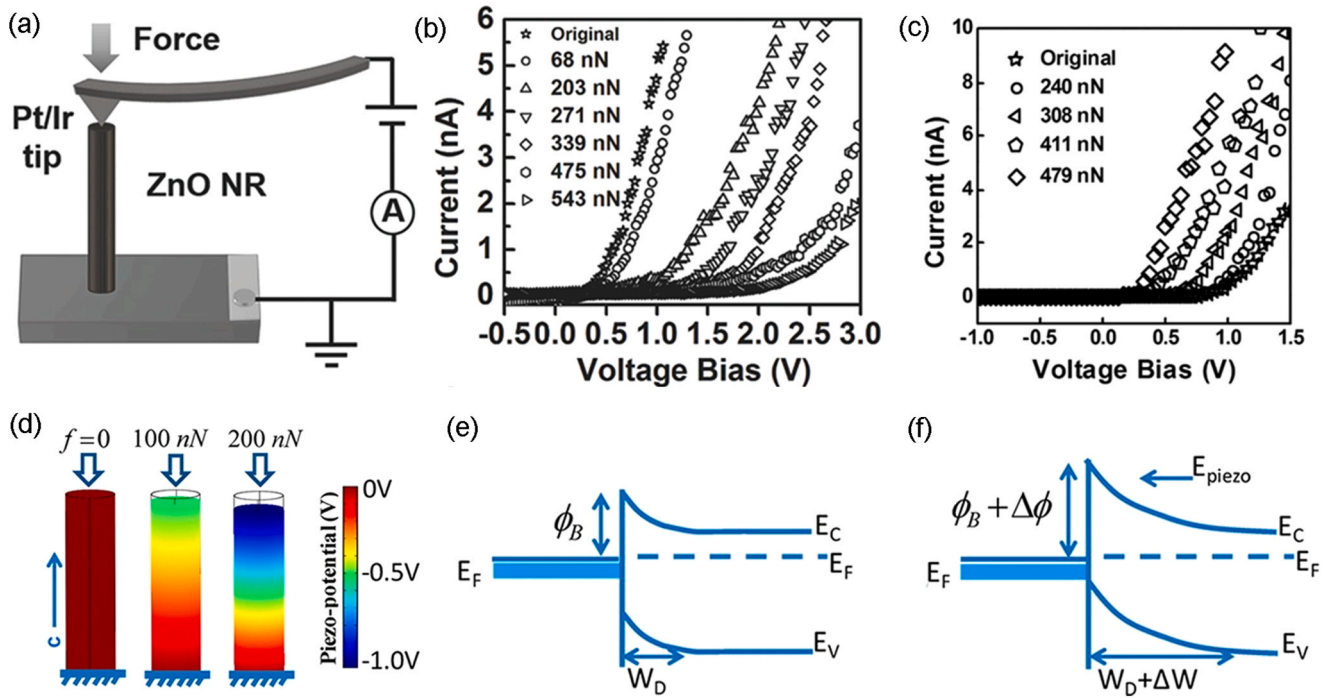 (a)
Force
Pt/Ir
tip
ZnO NR
A
(b)
Current (nA)
6
5
4
3
2
1
0
Original
68 nN
203 nN
271 nN
339 nN
475 nN
543 nN
-0.5 0.0 0.5 1.0 1.5 2.0 2.5 3.0
Voltage Bias (V)
(c)
Current (nA)
10
8
6
4
2
0
Original
240 nN
308 nN
411 nN
479 nN
-1.0 -0.5 0.0 0.5 1.0 1.5
Voltage Bias (V)
(d)
f=0 100 nN 200 nN
c
Piezo-potential (V)
0V
-0.5V
-1.0V
(e)
ϕB
EC
EF
EF
EV
WD
(f)
Epiezo
ϕB + Δϕ
EC
EF
EF
EV
WD+ΔW